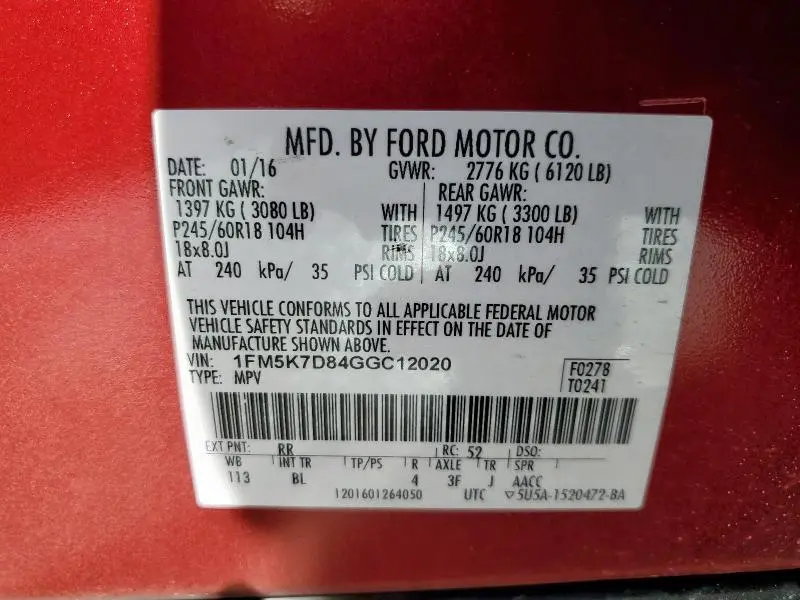 MFD. BY FORD MOTOR CO.
DATE: 01/16 GVWR: 2776 KG ( 6120 LB)
FRONT GAWR: REAR GAWR:
1397 KG ( 3080 LB) WITH 1497 KG ( 3300 LB) WITH
P245/60R18 104H TIRES P245/60R18 104H TIRES
18x8.0J RIMS 18x8.0J RIMS
AT 240 kPa/ 35 PSI COLD AT 240 kPa/ 35 PSI COLD
THIS VEHICLE CONFORMS TO ALL APPLICABLE FEDERAL MOTOR
VEHICLE SAFETY STANDARDS IN EFFECT ON THE DATE OF
MANUFACTURE SHOWN ABOVE.
VIN: 1FM5K7D84GGC12020 F0278
TYPE: MPV T0241
EXT PNT: RR RC: 52 DSO:
WB INT TR TP/PS R AXLE TR SPR
113 BL 4 3F J AACC
1201601264050 UTC ▽5U5A-1520472-BA